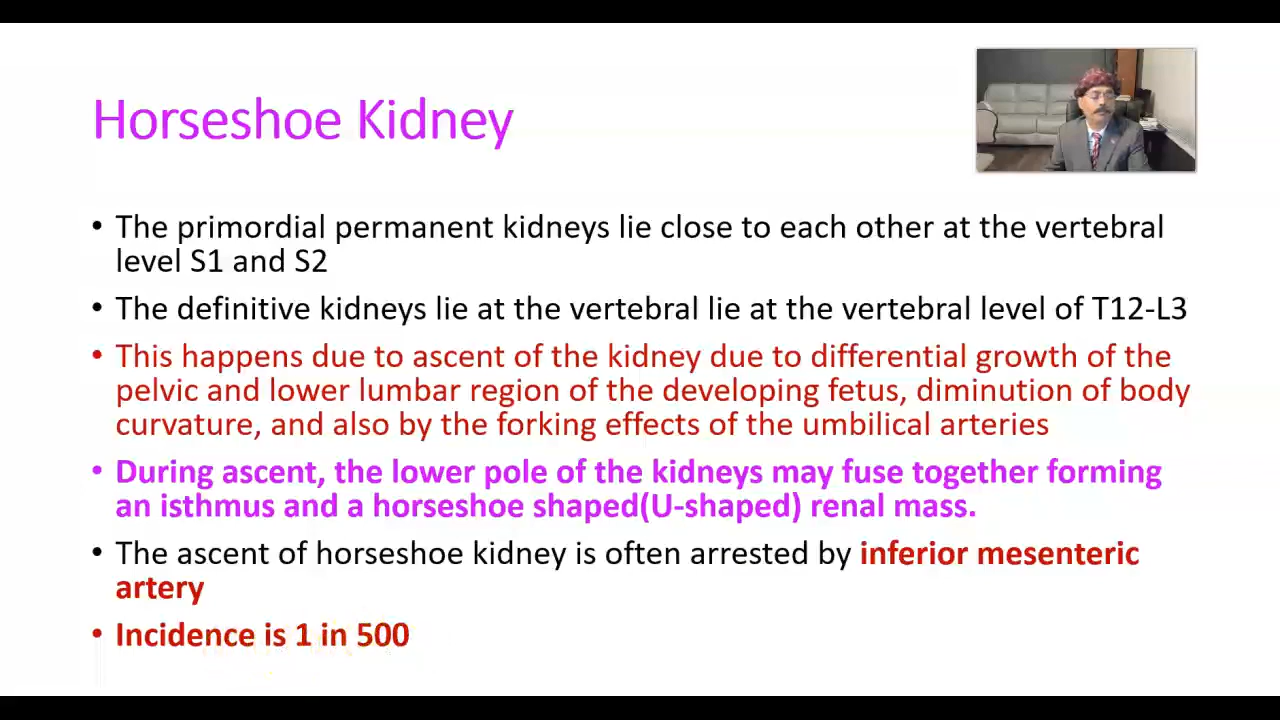 Horseshoe Kidney
• The primordial permanent kidneys lie close to each other at the vertebral
level S1 and S2
• The definitive kidneys lie at the vertebral lie at the vertebral level of T12-L3
• This happens due to ascent of the kidney due to differential growth of the
pelvic and lower lumbar region of the developing fetus, diminution of body
curvature, and also by the forking effects of the umbilical arteries
• During ascent, the lower pole of the kidneys may fuse together forming
an isthmus and a horseshoe shaped(U-shaped) renal mass.
• The ascent of horseshoe kidney is often arrested by inferior mesenteric
artery
• Incidence is 1 in 500